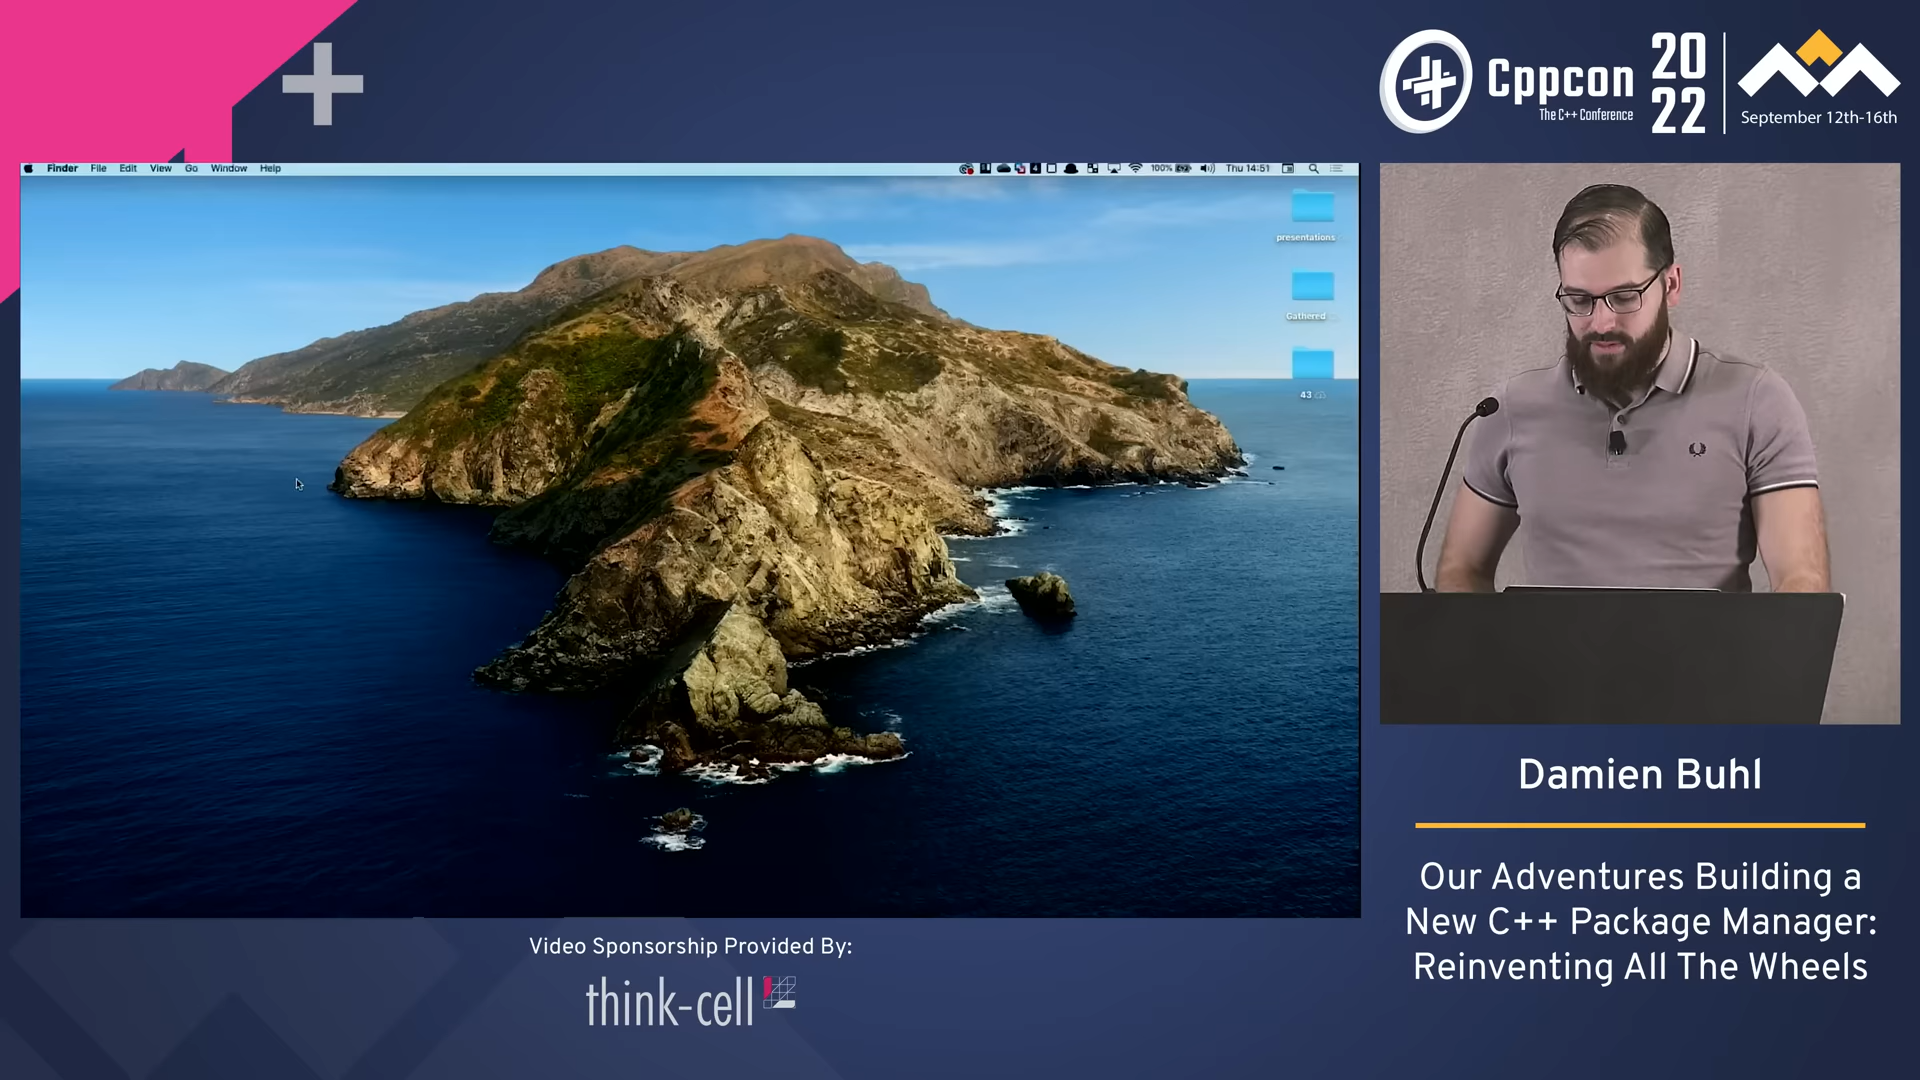 Cppcon
The C++ Conference
20
22
September 12th-16th
Finder File Edit View Go Window Help
100%
Thu 14:51
presentations
Gathered
43
Damien Buhl
Our Adventures Building a
New C++ Package Manager:
Reinventing All The Wheels
Video Sponsorship Provided By:
think-cell